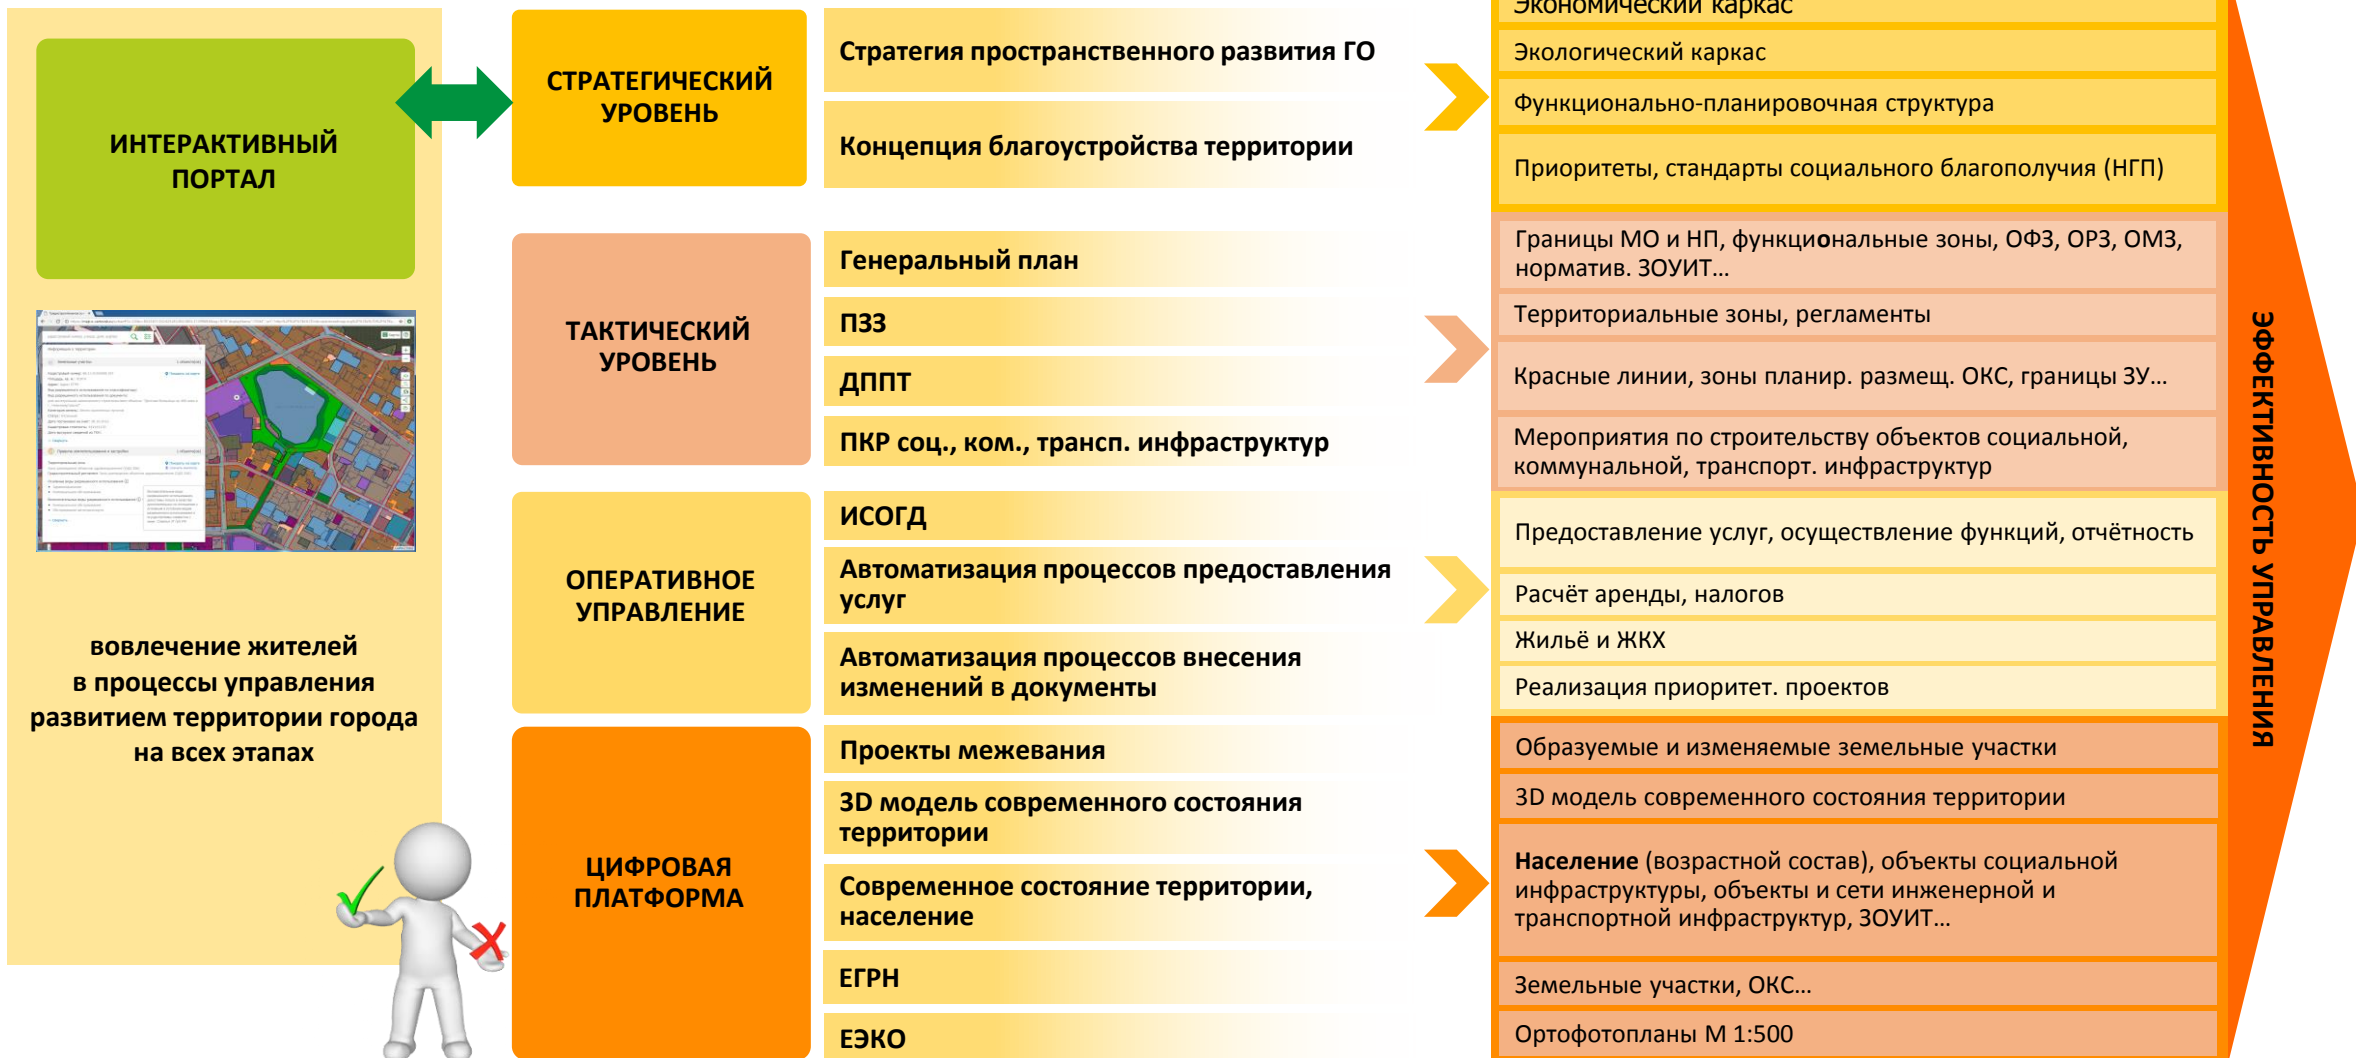 ИНТЕРАКТИВНЫЙ
ПОРТАЛ
вовлечение жителей
в процессы управления
развитием территории города
на всех этапах
СТРАТЕГИЧЕСКИЙ
УРОВЕНЬ
Стратегия пространственного развития ГО
Концепция благоустройства территории
Экономический каркас
Экологический каркас
Функционально-планировочная структура
Приоритеты, стандарты социального благополучия (НГП)
ТАКТИЧЕСКИЙ
УРОВЕНЬ
Генеральный план
ПЗЗ
ДППТ
ПКР соц., ком., трансп. инфраструктур
Границы МО и НП, функциональные зоны, ОФЗ, ОРЗ, ОМЗ,
норматив. ЗОУИТ...
Территориальные зоны, регламенты
Красные линии, зоны планир. размещ. ОКС, границы ЗУ...
Мероприятия по строительству объектов социальной,
коммунальной, транспорт. инфраструктур
ОПЕРАТИВНОЕ
УПРАВЛЕНИЕ
ИСОГД
Автоматизация процессов предоставления
услуг
Автоматизация процессов внесения
изменений в документы
Предоставление услуг, осуществление функций, отчётность
Расчёт аренды, налогов
Жильё и ЖКХ
Реализация приоритет. проектов
ЦИФРОВАЯ
ПЛАТФОРМА
Проекты межевания
3D модель современного состояния
территории
Современное состояние территории,
население
ЕГРН
ЕЭКО
Образуемые и изменяемые земельные участки
3D модель современного состояния территории
Население (возрастной состав), объекты социальной
инфраструктуры, объекты и сети инженерной и
транспортной инфраструктур, ЗОУИТ...
Земельные участки, ОКС...
Ортофотопланы М 1:500
ЭФФЕКТИВНОСТЬ УПРАВЛЕНИЯ